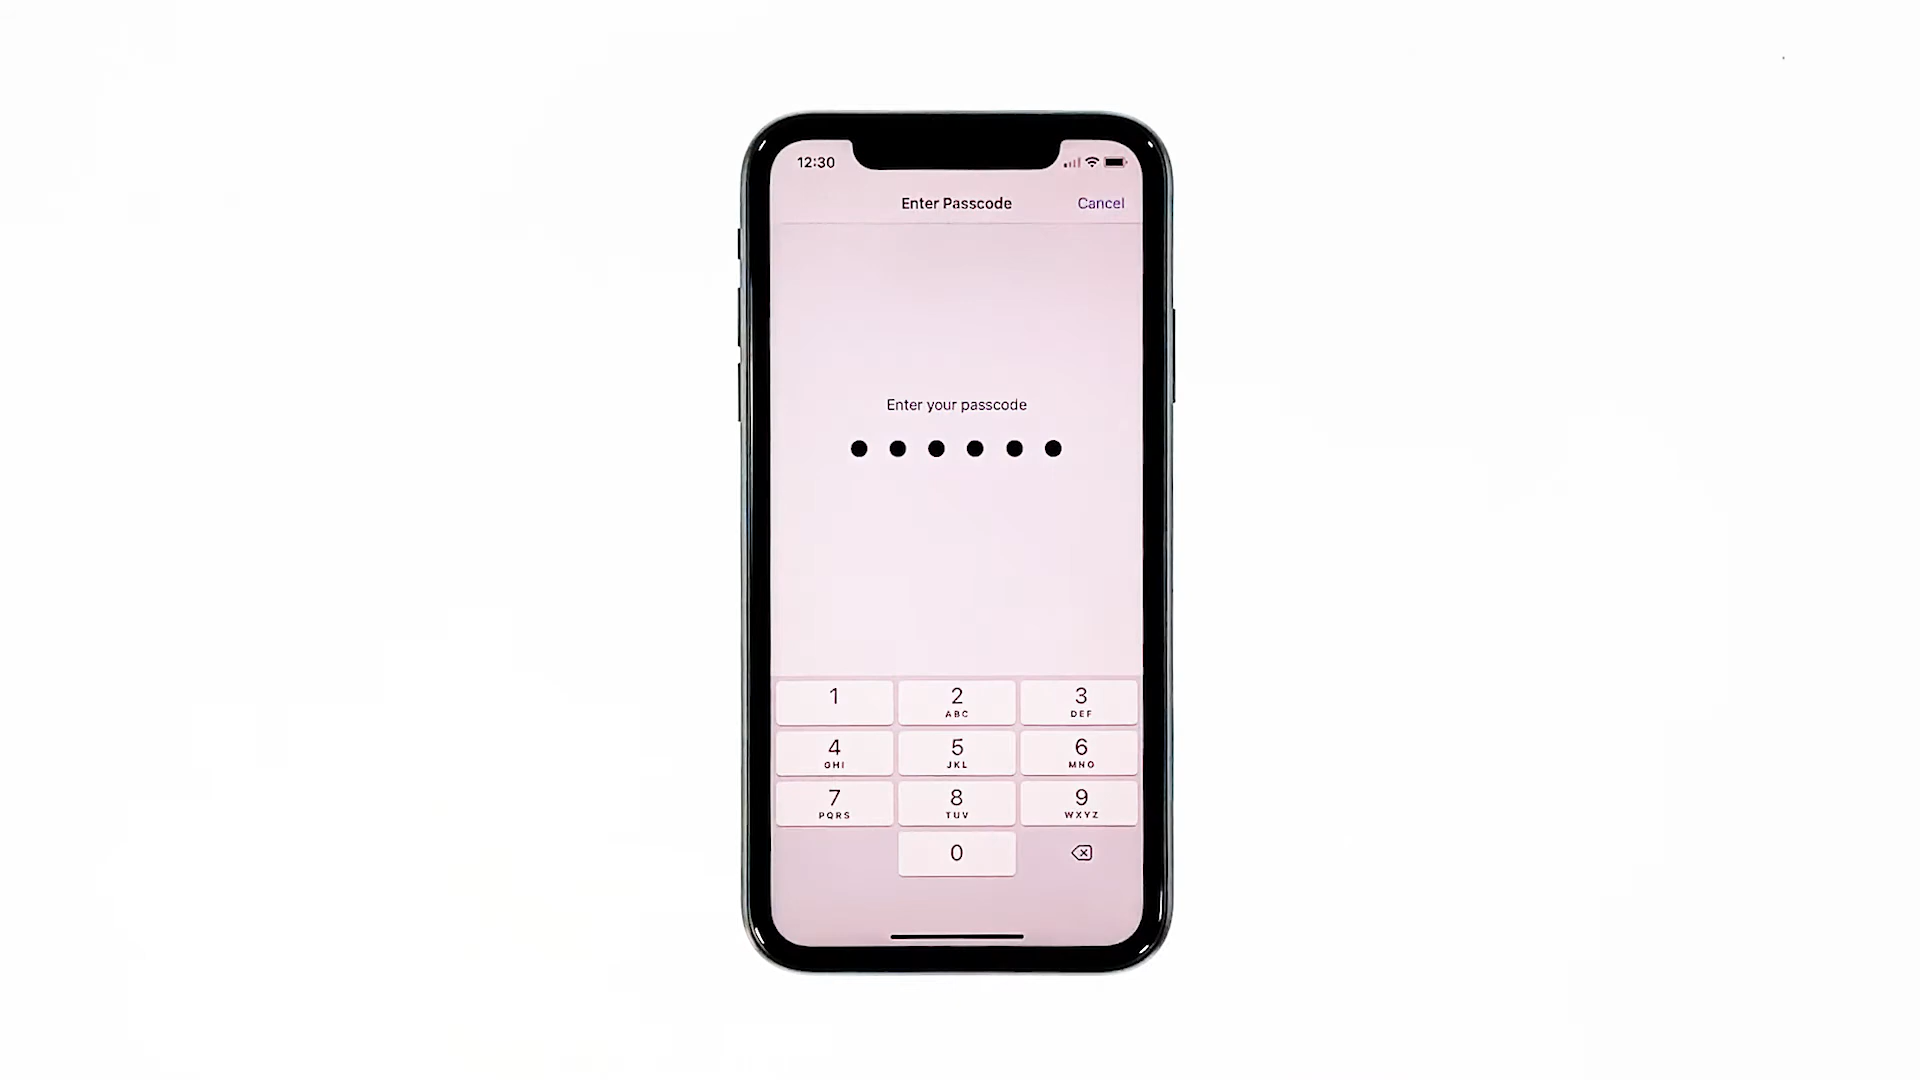 12:30
Enter Passcode
Cancel
Enter your passcode
1
2
ABC
3
DEF
4
GHI
5
JKL
6
MNO
7
PQRS
8
TUV
9
WXYZ
0